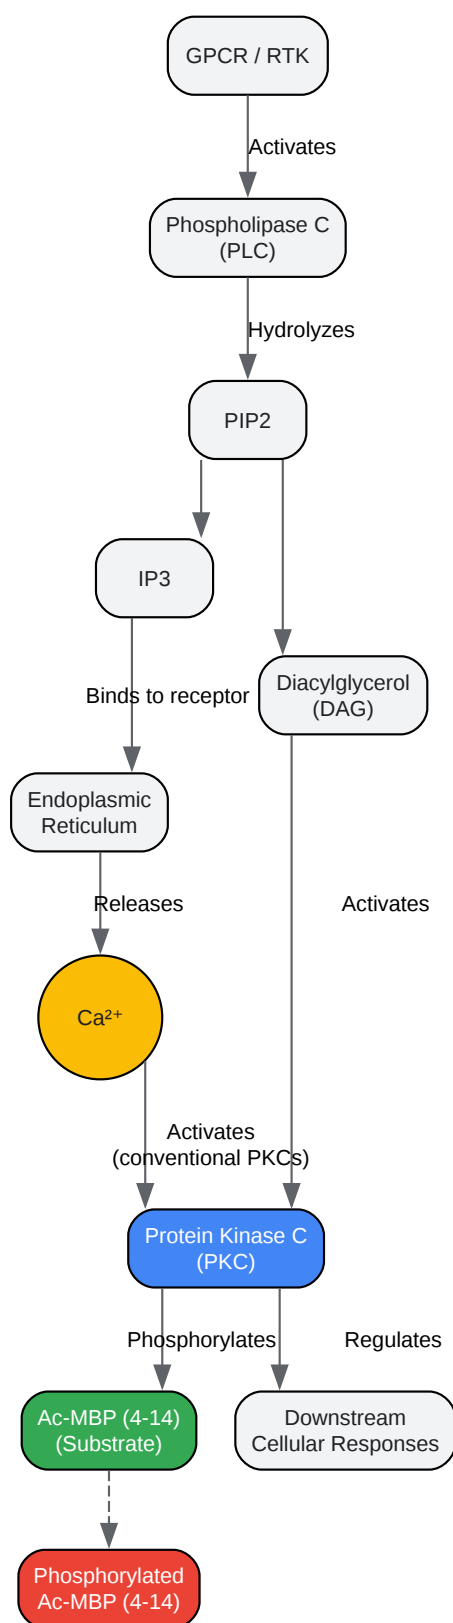 GPCR / RTK
Activates
Phospholipase C
(PLC)
Hydrolyzes
PIP2
IP3
Binds to receptor
Diacylglycerol
(DAG)
Endoplasmic
Reticulum
Releases
Activates
Ca²⁺
Activates
(conventional PKCs)
Protein Kinase C
(PKC)
Phosphorylates
Regulates
Ac-MBP (4-14)
(Substrate)
Downstream
Cellular Responses
Phosphorylated
Ac-MBP (4-14)